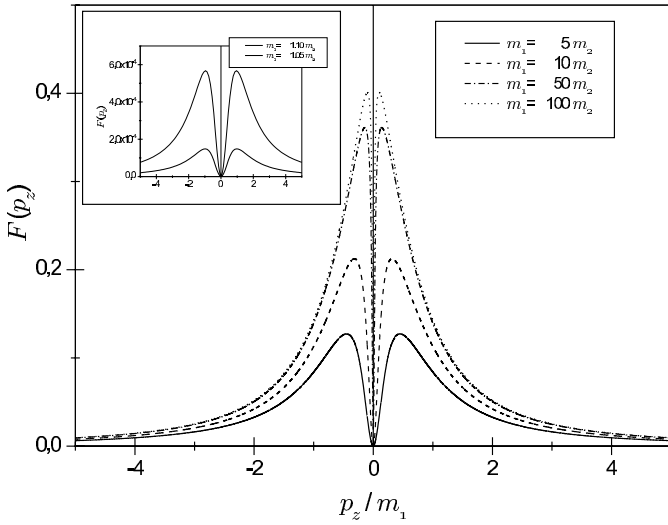 m₁= 1.10 m₂
m₁= 1.05 m₂
6,0x10⁻⁴
4,0x10⁻⁴
2,0x10⁻⁴
0,0
F(p_z)
-4 -2 0 2 4
m₁= 5 m₂
m₁= 10 m₂
m₁= 50 m₂
m₁= 100 m₂
0,4
0,2
0,0
F(p_z)
-4 -2 0 2 4
p_z / m₁